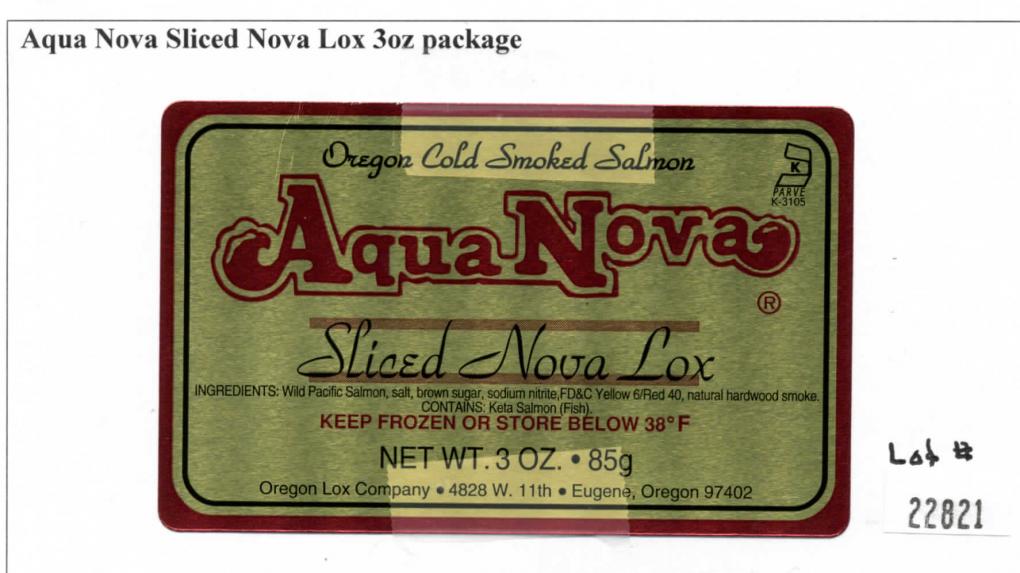 Aqua Nova Sliced Nova Lox 3oz package
Oregon Cold Smoked Salmon
K
PARVE
K-3105
Aqua Nova
®
Sliced Nova Lox
INGREDIENTS: Wild Pacific Salmon, salt, brown sugar, sodium nitrite,FD&C Yellow 6/Red 40, natural hardwood smoke.
CONTAINS: Keta Salmon (Fish).
KEEP FROZEN OR STORE BELOW 38°F
NET WT. 3 OZ. • 85g
Oregon Lox Company • 4828 W. 11th • Eugene, Oregon 97402
Lot #
22821